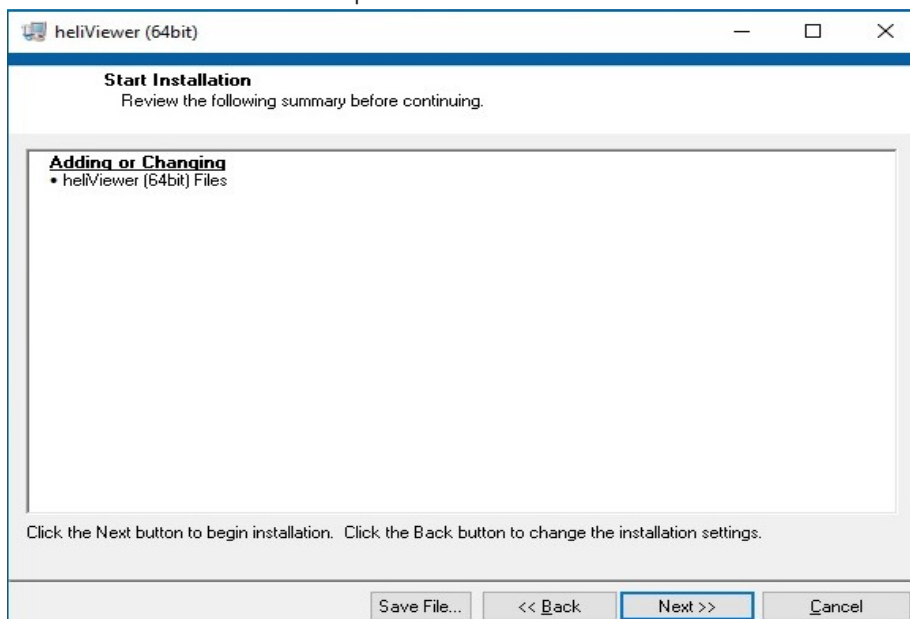 heliViewer (64bit)
Start Installation
Review the following summary before continuing.
Adding or Changing
• heliViewer (64bit) Files
Click the Next button to begin installation. Click the Back button to change the installation settings.
Save File... << Back Next >> Cancel